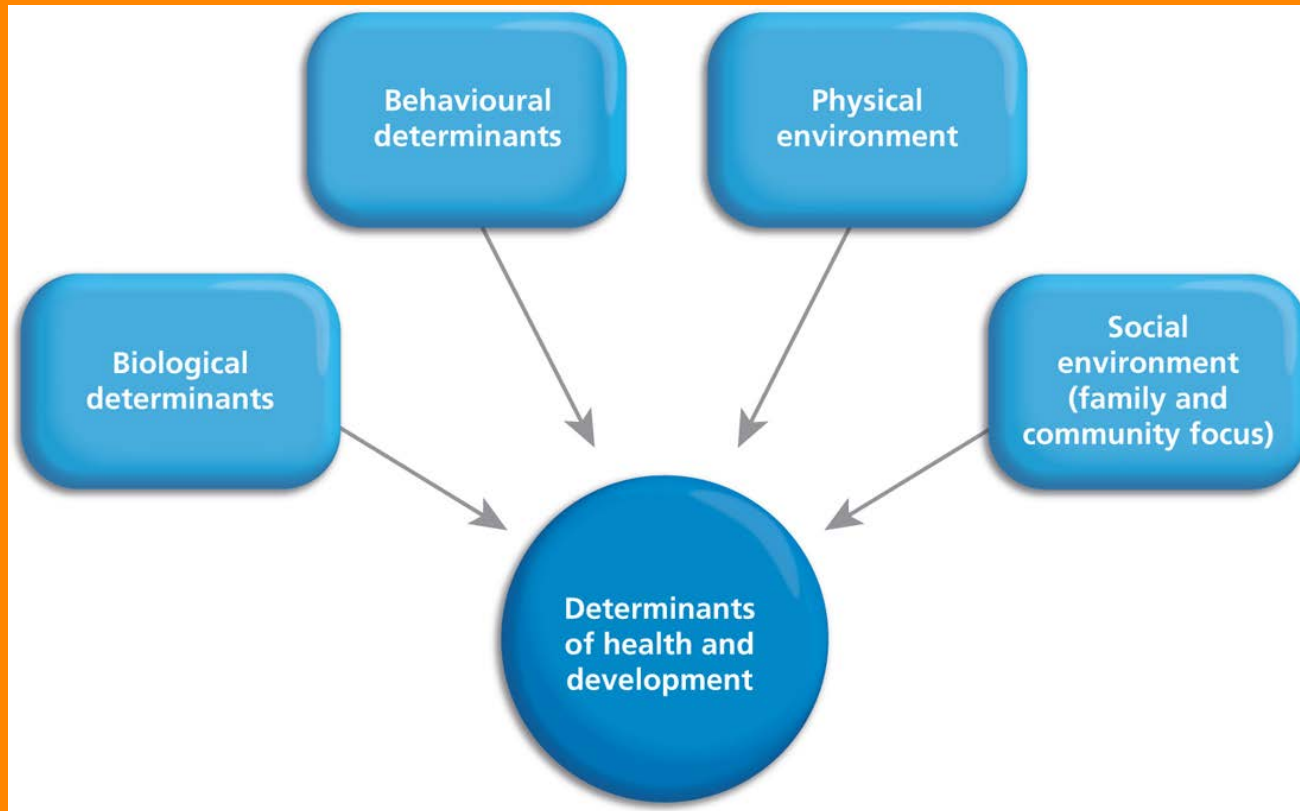 Behavioural
determinants
Physical
environment
Biological
determinants
Social
environment
(family and
community focus)
Determinants
of health and
development